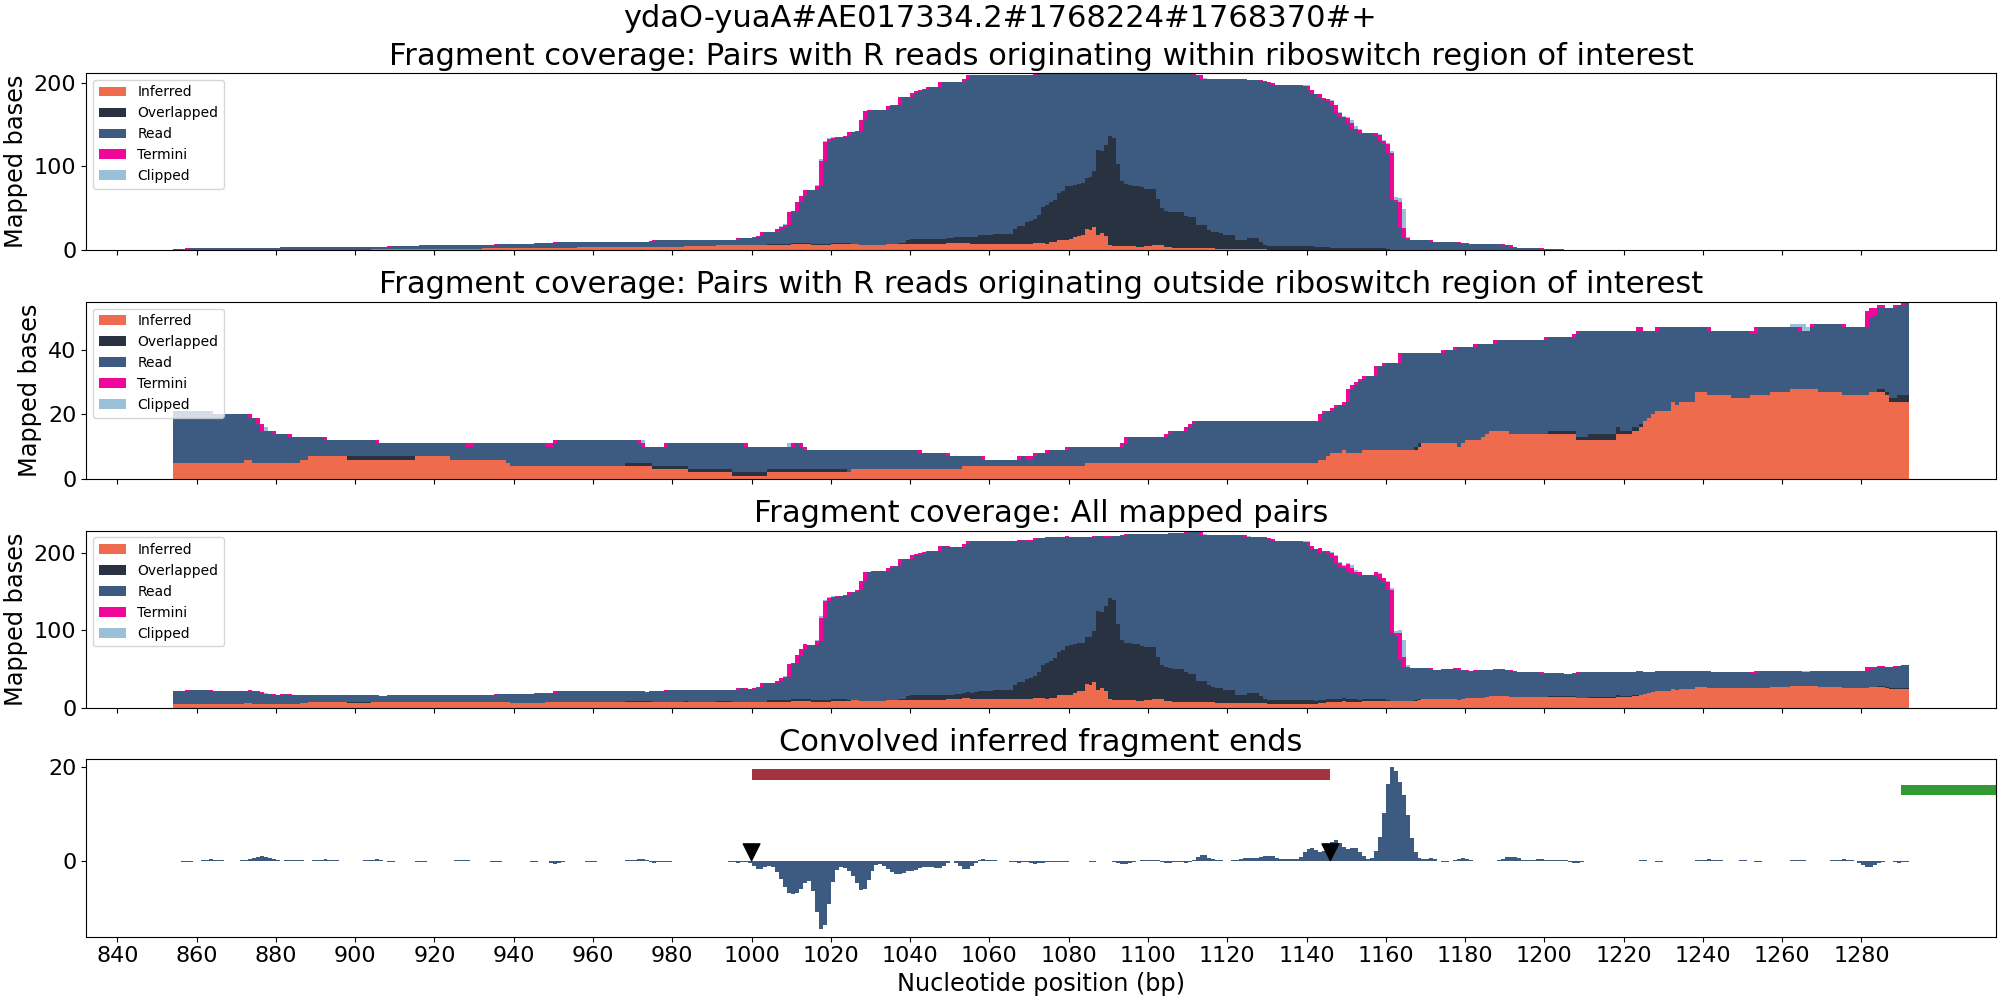 ydaO-yuaA#AE017334.2#1768224#1768370#+
Fragment coverage: Pairs with R reads originating within riboswitch region of interest
Mapped bases
200
100
0
Inferred
Overlapped
Read
Termini
Clipped
Fragment coverage: Pairs with R reads originating outside riboswitch region of interest
Mapped bases
40
20
0
Inferred
Overlapped
Read
Termini
Clipped
Fragment coverage: All mapped pairs
Mapped bases
200
100
0
Inferred
Overlapped
Read
Termini
Clipped
Convolved inferred fragment ends
20
0
840 860 880 900 920 940 960 980 1000 1020 1040 1060 1080 1100 1120 1140 1160 1180 1200 1220 1240 1260 1280
Nucleotide position (bp)